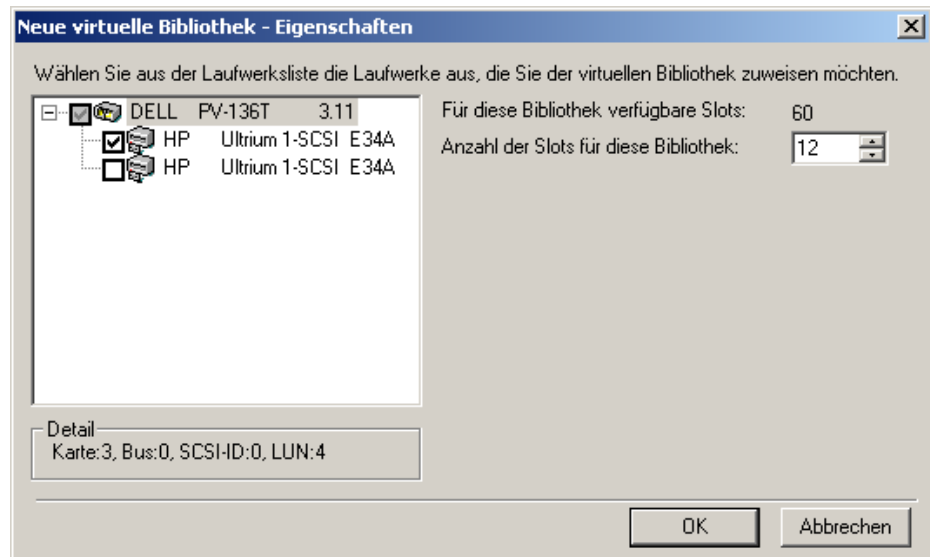 Neue virtuelle Bibliothek - Eigenschaften
Wählen Sie aus der Laufwerksliste die Laufwerke aus, die Sie der virtuellen Bibliothek zuweisen möchten.
DELL PV-136T 3.11
HP Ultrium 1-SCSI E34A
HP Ultrium 1-SCSI E34A
Für diese Bibliothek verfügbare Slots: 60
Anzahl der Slots für diese Bibliothek: 12
Detail
Karte:3, Bus:0, SCSI-ID:0, LUN:4
OK Abbrechen